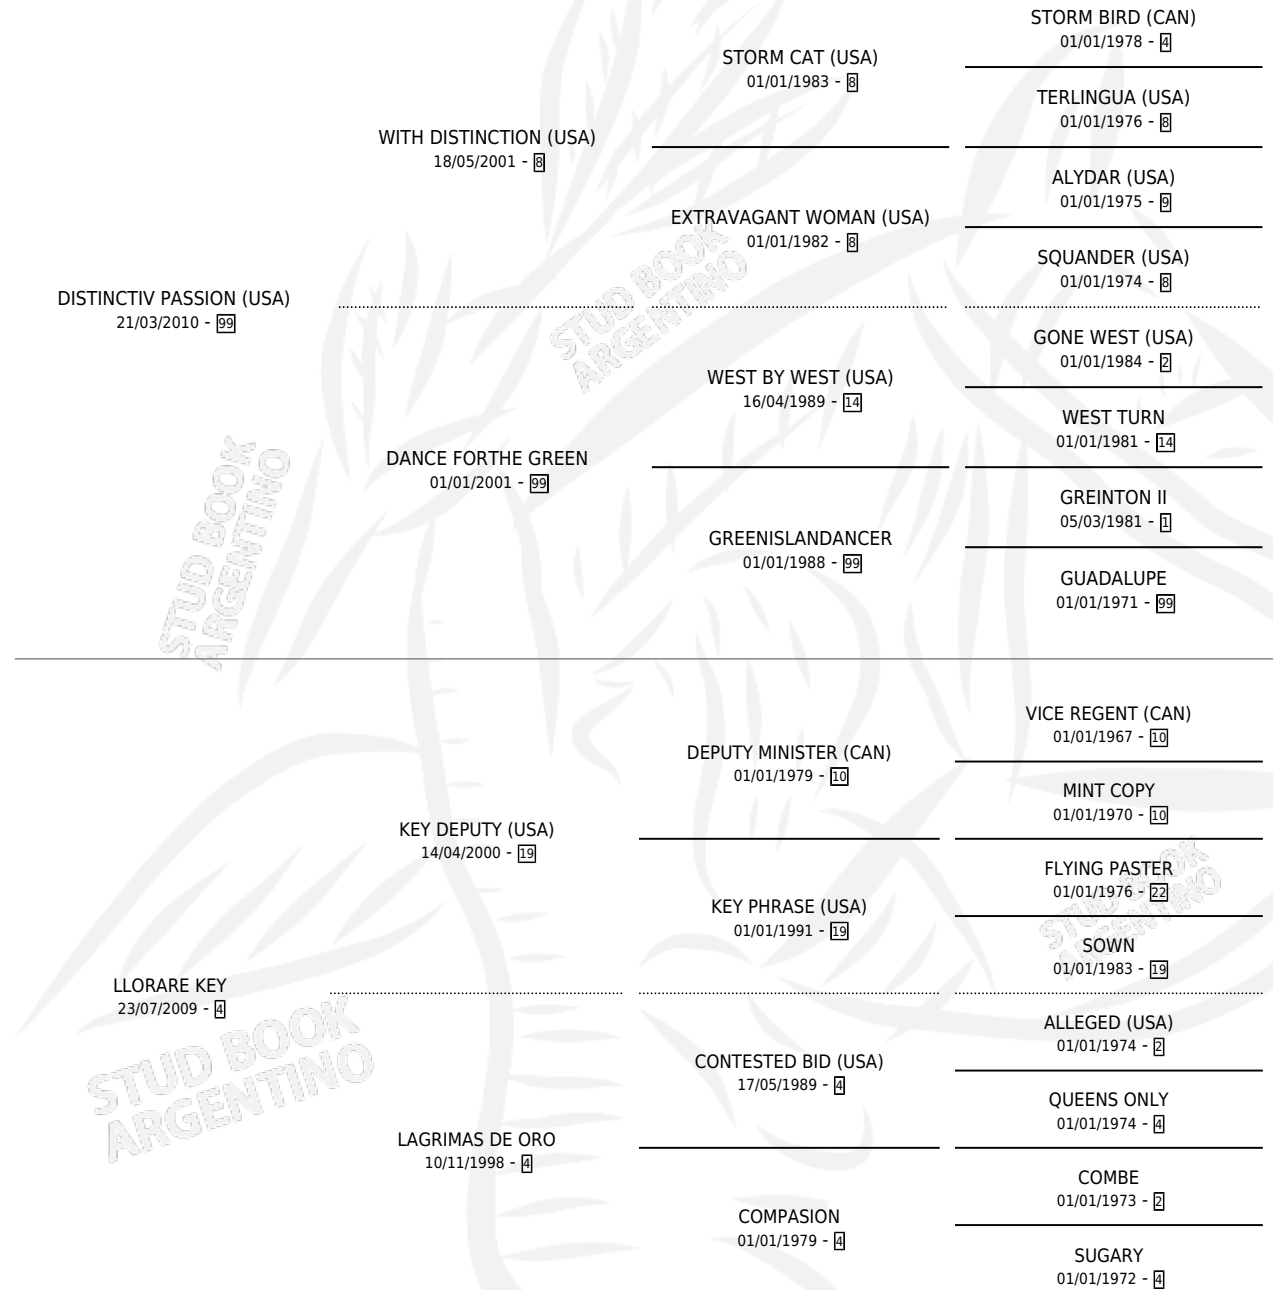 STORM BIRD (CAN)
01/01/1978 - 4
STORM CAT (USA)
01/01/1983 - 8
TERLINGUA (USA)
01/01/1976 - 8
WITH DISTINCTION (USA)
18/05/2001 - 8
ALYDAR (USA)
01/01/1975 - 9
EXTRAVAGANT WOMAN (USA)
01/01/1982 - 8
SQUANDER (USA)
01/01/1974 - 8
DISTINCTIV PASSION (USA)
21/03/2010 - 99
GONE WEST (USA)
01/01/1984 - 2
WEST BY WEST (USA)
16/04/1989 - 14
WEST TURN
01/01/1981 - 14
DANCE FORTHE GREEN
01/01/2001 - 99
GREINTON II
05/03/1981 - 1
GREENISLANDANCER
01/01/1988 - 99
GUADALUPE
01/01/1971 - 99
STUD BOOK
ARGENTINO
STUD BOOK
ARGENTINO
VICE REGENT (CAN)
01/01/1967 - 10
DEPUTY MINISTER (CAN)
01/01/1979 - 10
MINT COPY
01/01/1970 - 10
KEY DEPUTY (USA)
14/04/2000 - 19
FLYING PASTER
01/01/1976 - 22
KEY PHRASE (USA)
01/01/1991 - 19
SOWN
01/01/1983 - 19
LLORARE KEY
23/07/2009 - 4
ALLEGED (USA)
01/01/1974 - 2
CONTESTED BID (USA)
17/05/1989 - 4
QUEENS ONLY
01/01/1974 - 4
LAGRIMAS DE ORO
10/11/1998 - 4
COMBE
01/01/1973 - 2
COMPASION
01/01/1979 - 4
SUGARY
01/01/1972 - 4
STUD BOOK
ARGENTINO
STUD BOOK
ARGENTINO